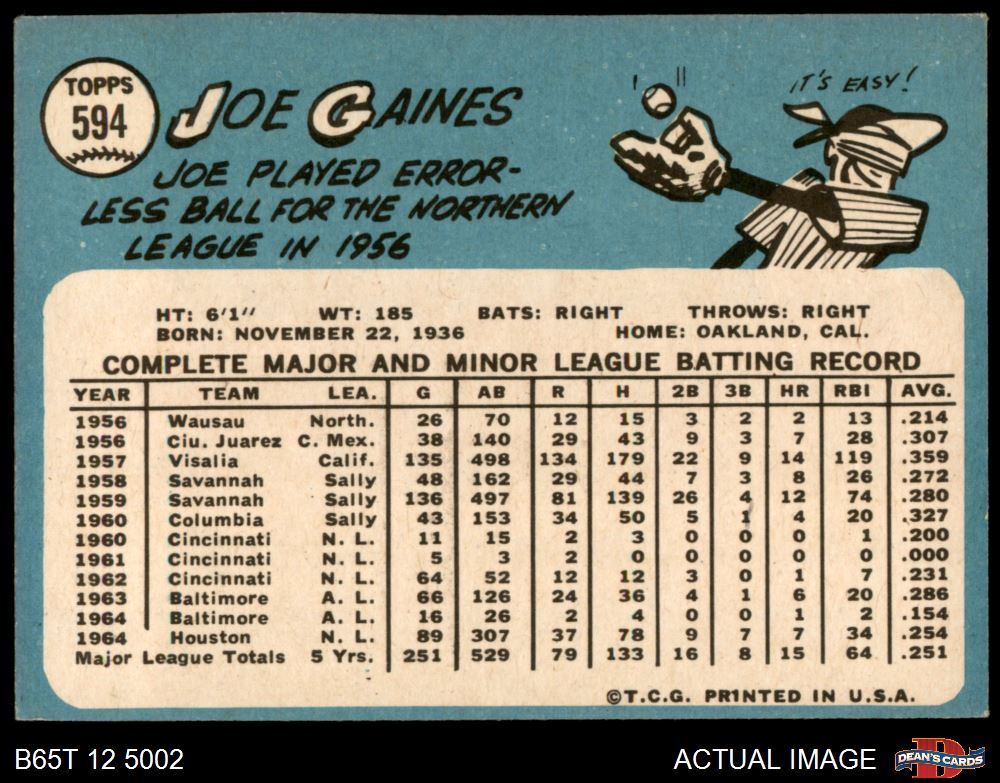 TOPPS
594
JOE GAINES
IT'S EASY!
JOE PLAYED ERROR-
LESS BALL FOR THE NORTHERN
LEAGUE IN 1956
HT: 6'1" WT: 185 BATS: RIGHT THROWS: RIGHT
BORN: NOVEMBER 22, 1936 HOME: OAKLAND, CAL.
COMPLETE MAJOR AND MINOR LEAGUE BATTING RECORD
YEAR TEAM LEA. G AB R H 2B 3B HR RBI AVG.
1956 Wausau North. 26 70 12 15 3 2 2 13 .214
1956 Ciu. Juarez C. Mex. 38 140 29 43 9 3 7 28 .307
1957 Visalia Calif. 135 498 134 179 22 9 14 119 .359
1958 Savannah Sally 48 162 29 44 7 3 8 26 .272
1959 Savannah Sally 136 497 81 139 26 4 12 74 .280
1960 Columbia Sally 43 153 34 50 5 1 4 20 .327
1960 Cincinnati N. L. 11 15 2 3 0 0 0 1 .200
1961 Cincinnati N. L. 5 3 2 0 0 0 0 0 .000
1962 Cincinnati N. L. 64 52 12 12 3 0 1 7 .231
1963 Baltimore A. L. 66 126 24 36 4 1 6 20 .286
1964 Baltimore A. L. 16 26 2 4 0 0 1 2 .154
1964 Houston N. L. 89 307 37 78 9 7 7 34 .254
Major League Totals 5 Yrs. 251 529 79 133 16 8 15 64 .251
©T.C.G. PRINTED IN U.S.A.
B65T 12 5002 ACTUAL IMAGE D DEAN'S CARDS